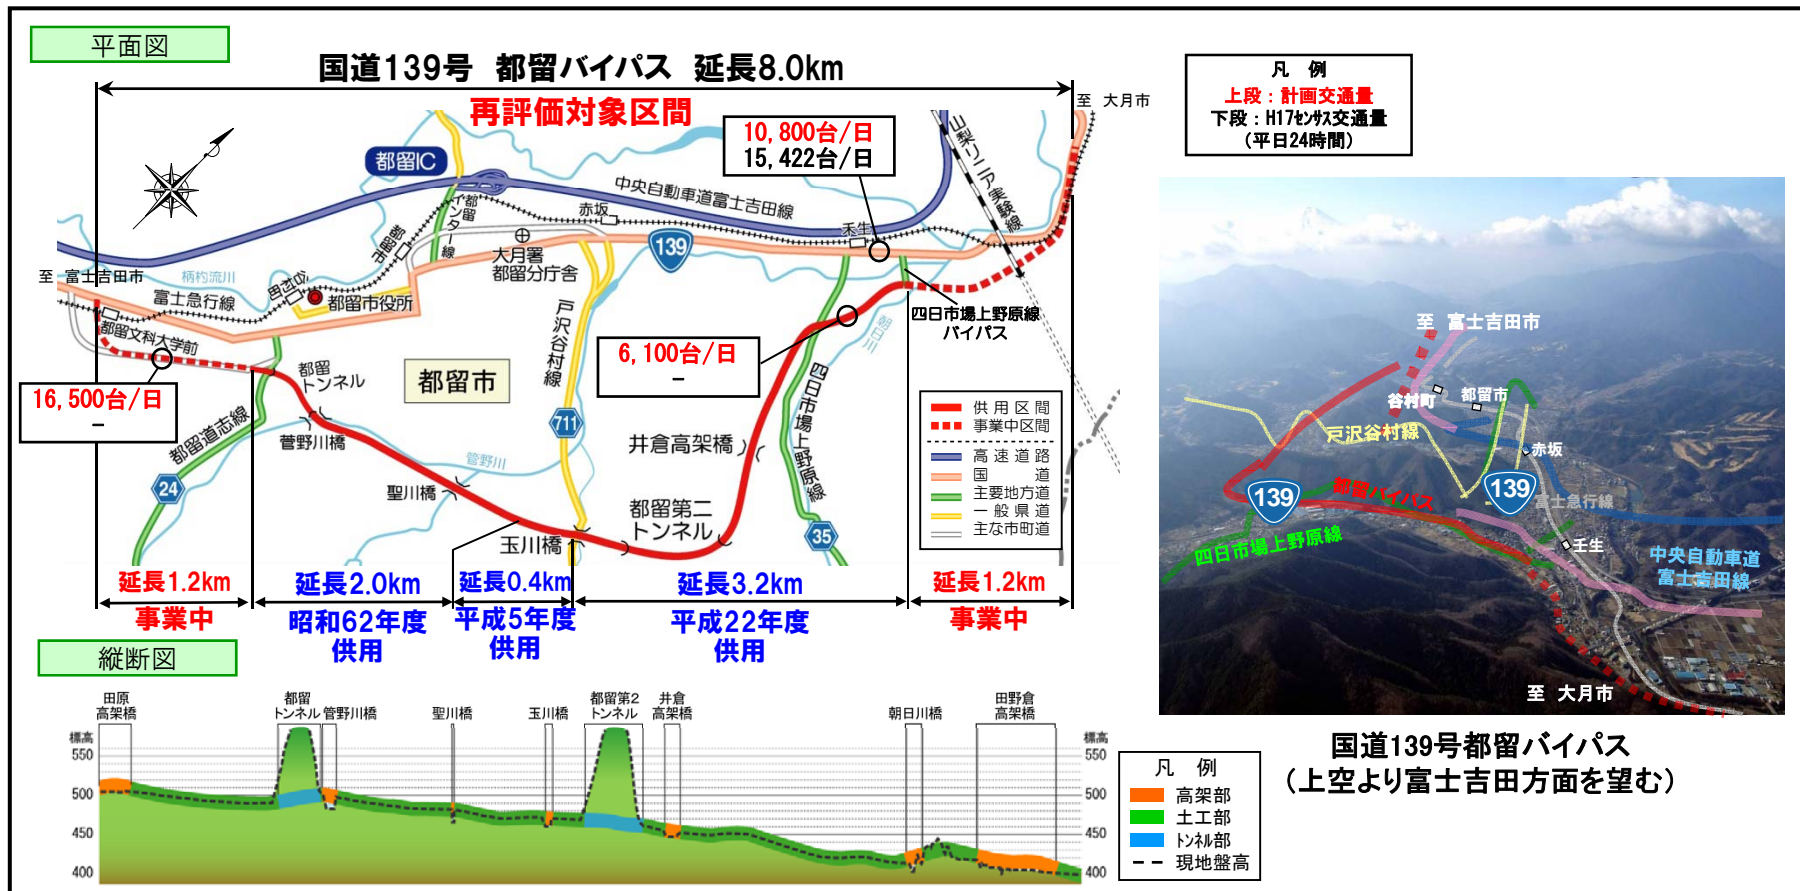 平面図
国道139号 都留バイパス 延長8.0km
再評価対象区間
至 大月市
凡 例
上段：計画交通量
下段：H17センサス交通量
(平日24時間)
10,800台/日
15,422台/日
都留IC
中央自動車道富士吉田線
山梨リニア実験線
都留インター線
赤坂
禾生
都留市
139
大月署
都留分庁舎
至 富士吉田市
柄杓流川
富士急行線
谷村町
都留市役所
都留文科大学前
戸沢谷村線
四日市場上野原線
バイパス
朝日川
6,100台/日
－
都留
トンネル
都留市
16,500台/日
－
都留道志線
菅野川橋
菅野川
711
井倉高架橋
四日市場上野原線
24
聖川橋
玉川橋
都留第二
トンネル
35
供用区間
事業中区間
高速道路
国道
主要地方道
一般県道
主な市町道
延長1.2km
事業中
延長2.0km
昭和62年度
供用
延長0.4km
平成5年度
供用
延長3.2km
平成22年度
供用
延長1.2km
事業中
至 富士吉田市
谷村町
都留市
戸沢谷村線
赤坂
139
都留バイパス
139
富士急行線
四日市場上野原線
壬生
中央自動車道
富士吉田線
至 大月市
国道139号都留バイパス
（上空より富士吉田方面を望む）
縦断図
田原
高架橋
都留
トンネル
菅野川橋
聖川橋
玉川橋
都留第2
トンネル
井倉
高架橋
朝日川橋
田野倉
高架橋
標高
550
500
450
400
標高
550
500
450
400
凡 例
高架部
土工部
トンネル部
現地盤高